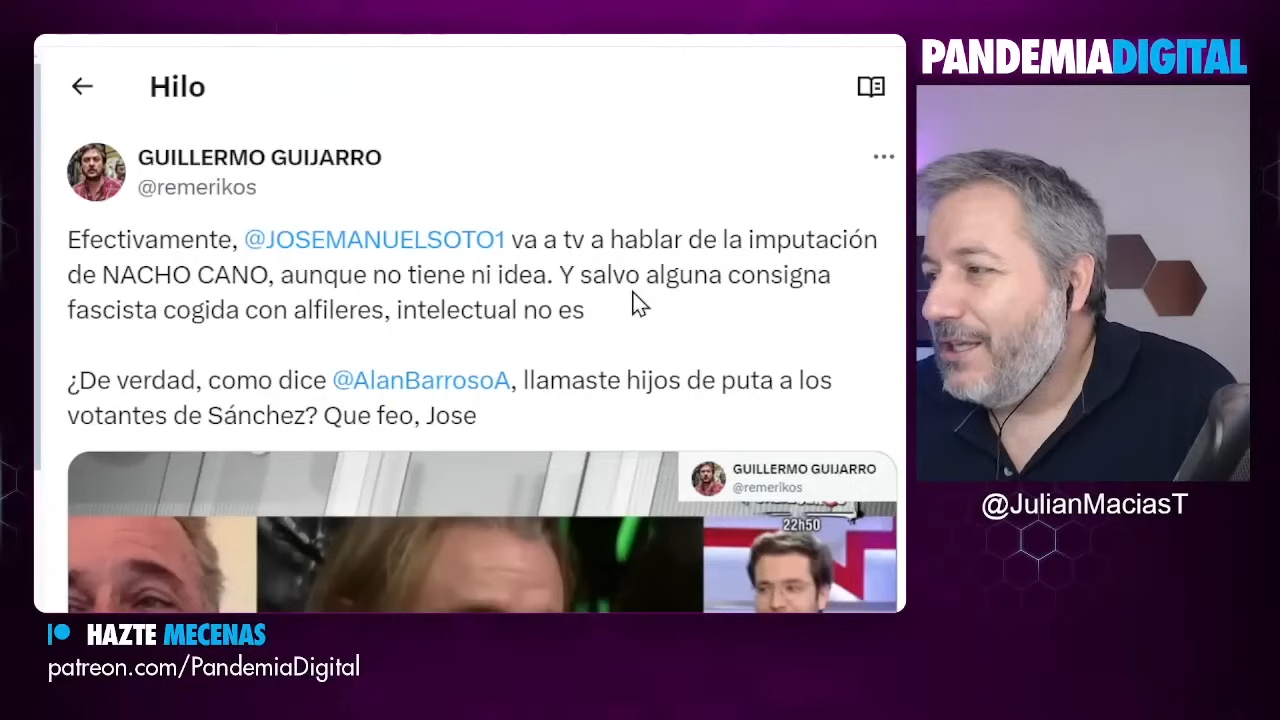 PANDEMIADIGITAL
Hilo
GUILLERMO GUIJARRO
@remerikos
Efectivamente, @JOSEMANUELSOTO1 va a tv a hablar de la imputación
de NACHO CANO, aunque no tiene ni idea. Y salvo alguna consigna
fascista cogida con alfileres, intelectual no es
¿De verdad, como dice @AlanBarrosoA, llamaste hijos de puta a los
votantes de Sánchez? Que feo, Jose
GUILLERMO GUIJARRO
@remerikos
22h50
@JulianMaciasT
HAZTE MECENAS
patreon.com/PandemiaDigital